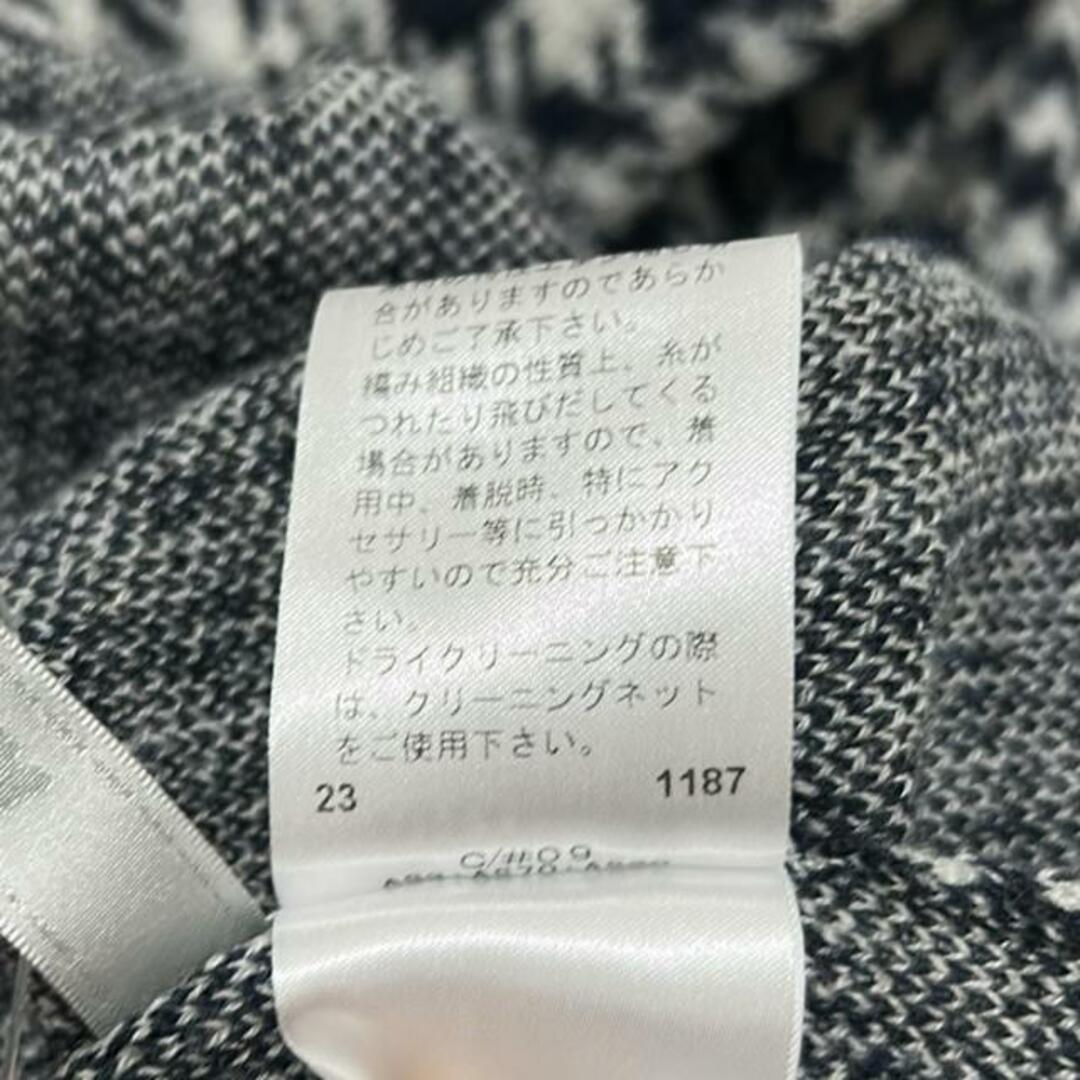 合がありますのであらか
じめご了承下さい。
編み組織の性質上、糸が
つれたり飛びだしてくる
場合がありますので、着
用中、着脱時、特にアク
セサリー等に引っかかり
やすいので充分ご注意下
さい。
ドライクリーニングの際
は、クリーニングネット
をご使用下さい。
23 1187
C/#09